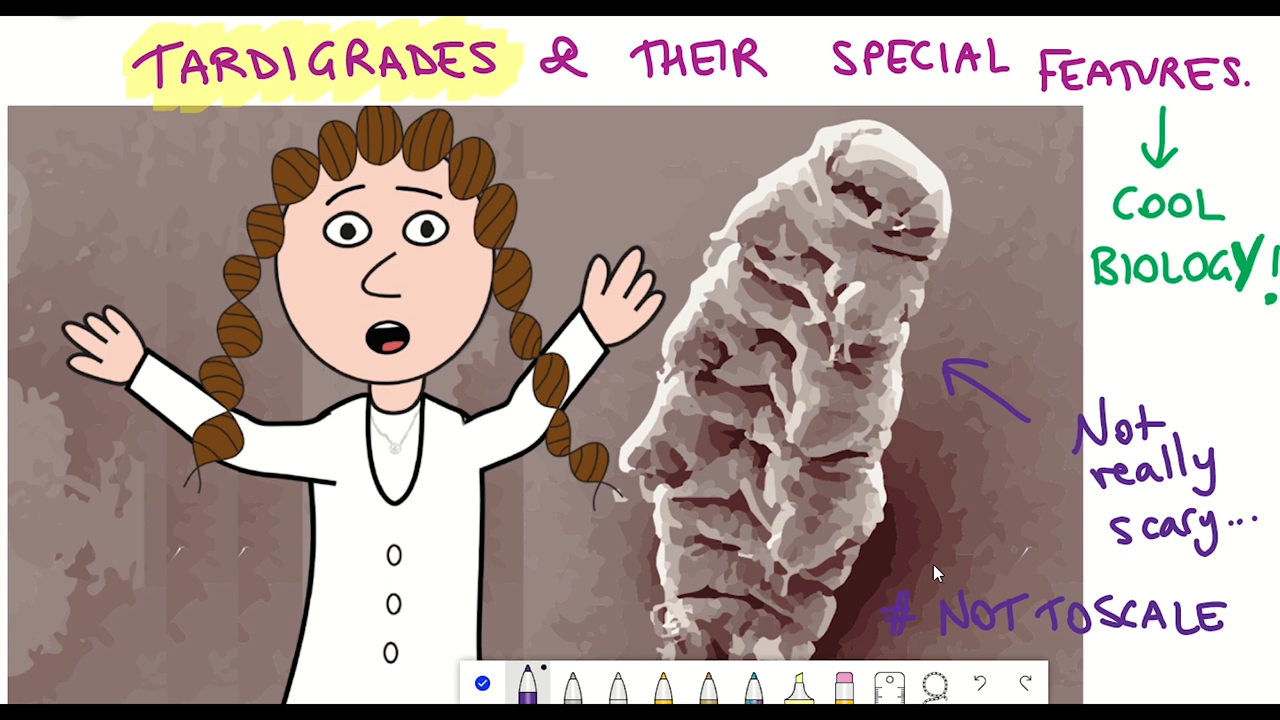 TARDIGRADES & THEIR SPECIAL FEATURES.
↓
COOL
BIOLOGY!
Not
really
scary...
# NOT TO SCALE